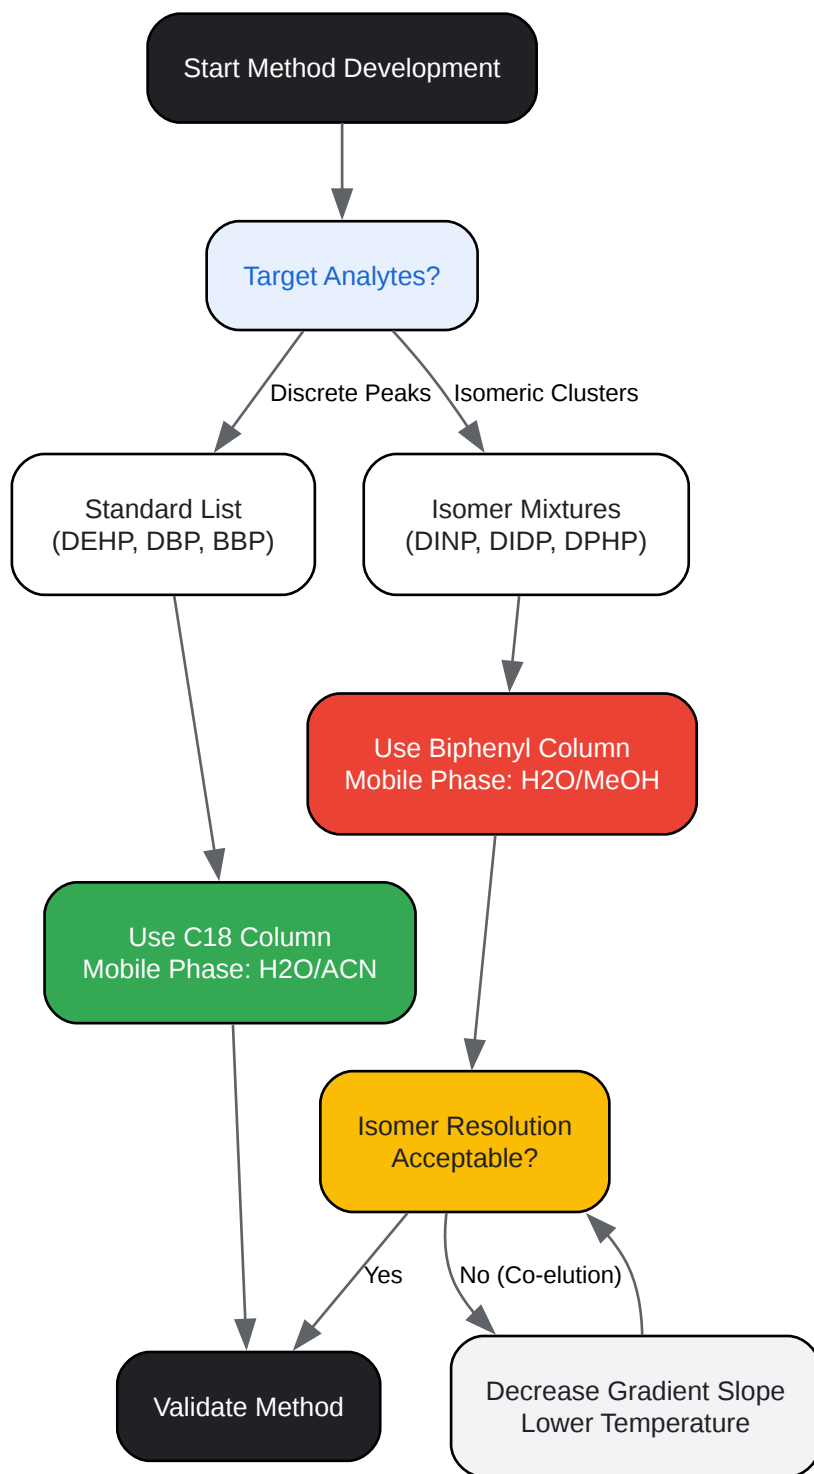 Start Method Development
Target Analytes?
Discrete Peaks
Isomeric Clusters
Standard List
(DEHP, DBP, BBP)
Isomer Mixtures
(DINP, DIDP, DPHP)
Use Biphenyl Column
Mobile Phase: H2O/MeOH
Use C18 Column
Mobile Phase: H2O/ACN
Isomer Resolution
Acceptable?
Yes
No (Co-elution)
Validate Method
Decrease Gradient Slope
Lower Temperature